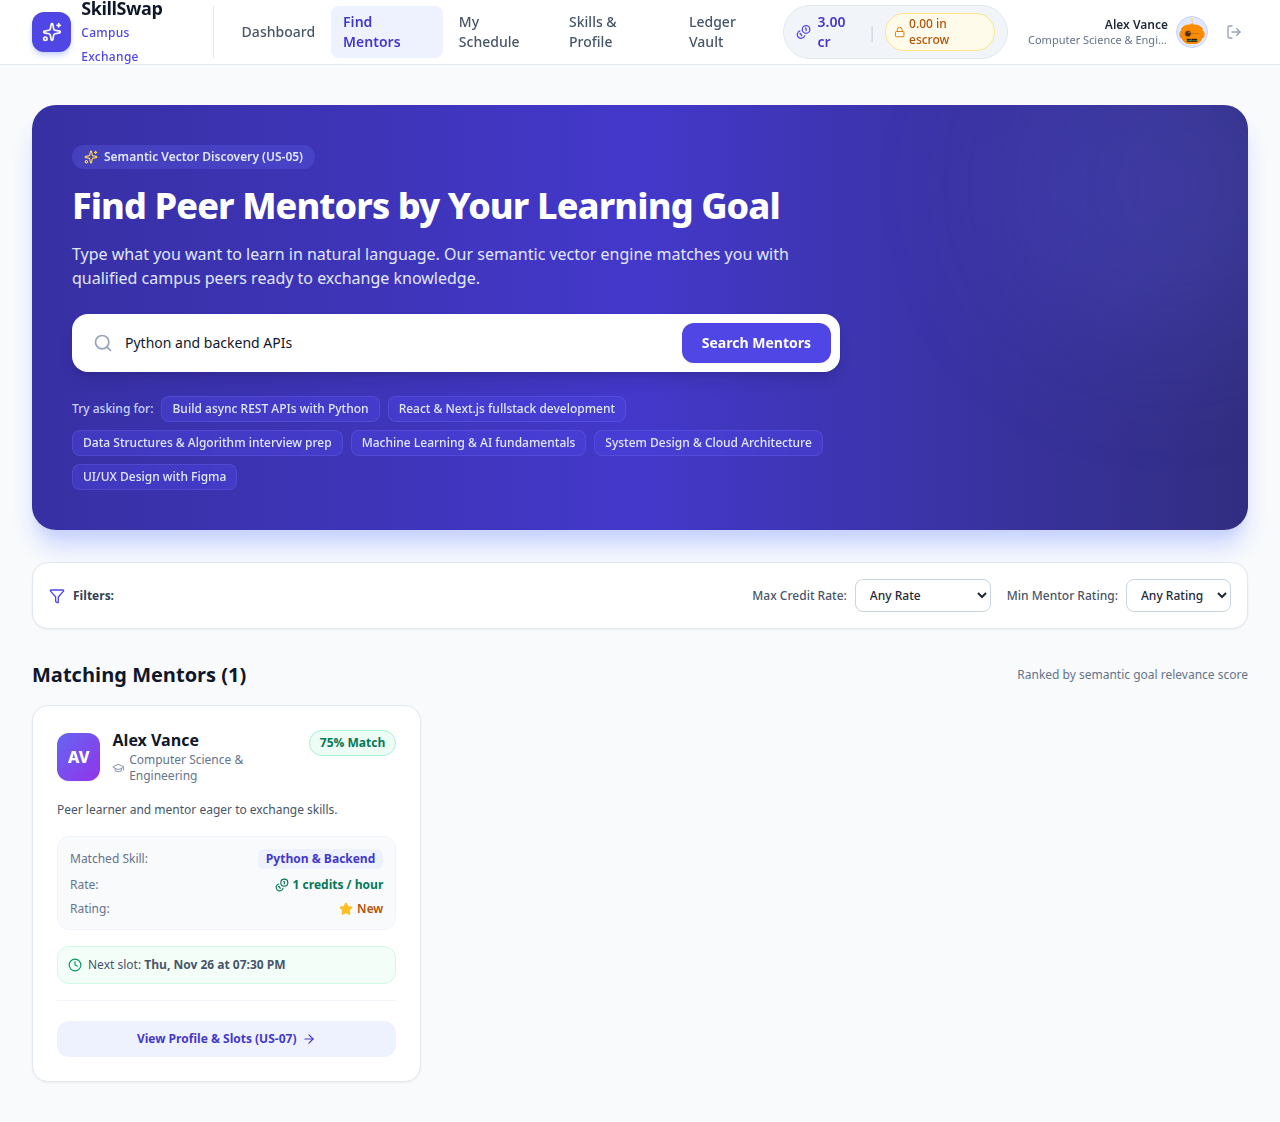 SkillSwap
Campus
Exchange
Dashboard
Find
Mentors
My
Schedule
Skills &
Profile
Ledger
Vault
3.00
cr
0.00 in
escrow
Alex Vance
Computer Science & Engi...
Semantic Vector Discovery (US-05)
Find Peer Mentors by Your Learning Goal
Type what you want to learn in natural language. Our semantic vector engine matches you with
qualified campus peers ready to exchange knowledge.
Python and backend APIs
Search Mentors
Try asking for:
Build async REST APIs with Python
React & Next.js fullstack development
Data Structures & Algorithm interview prep
Machine Learning & AI fundamentals
System Design & Cloud Architecture
UI/UX Design with Figma
Filters:
Max Credit Rate:
Any Rate
Min Mentor Rating:
Any Rating
Matching Mentors (1)
Ranked by semantic goal relevance score
AV
Alex Vance
Computer Science &
Engineering
75% Match
Peer learner and mentor eager to exchange skills.
Matched Skill:
Python & Backend
Rate:
1 credits / hour
Rating:
New
Next slot: Thu, Nov 26 at 07:30 PM
View Profile & Slots (US-07)